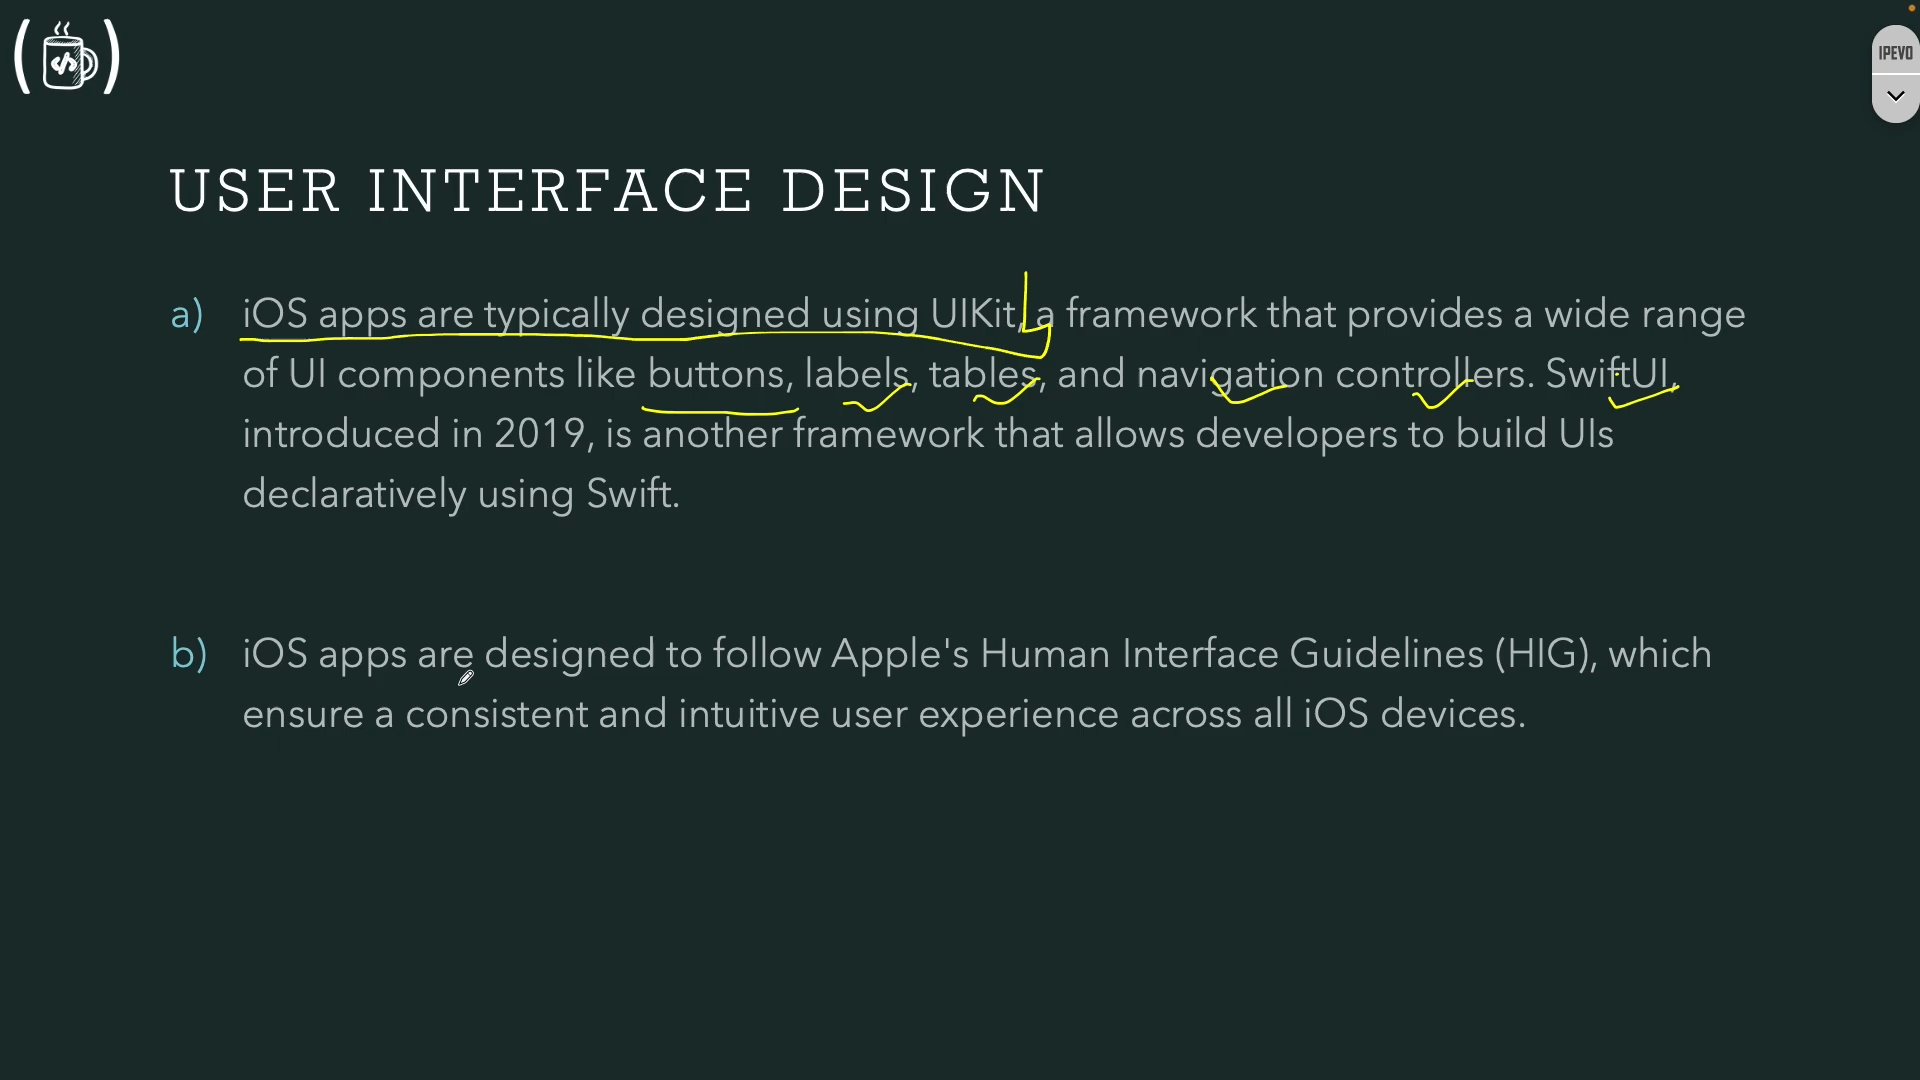 IPEVO
USER INTERFACE DESIGN
a) iOS apps are typically designed using UIKit, a framework that provides a wide range
of UI components like buttons, labels, tables, and navigation controllers. SwiftUI,
introduced in 2019, is another framework that allows developers to build UIs
declaratively using Swift.
b) iOS apps are designed to follow Apple's Human Interface Guidelines (HIG), which
ensure a consistent and intuitive user experience across all iOS devices.